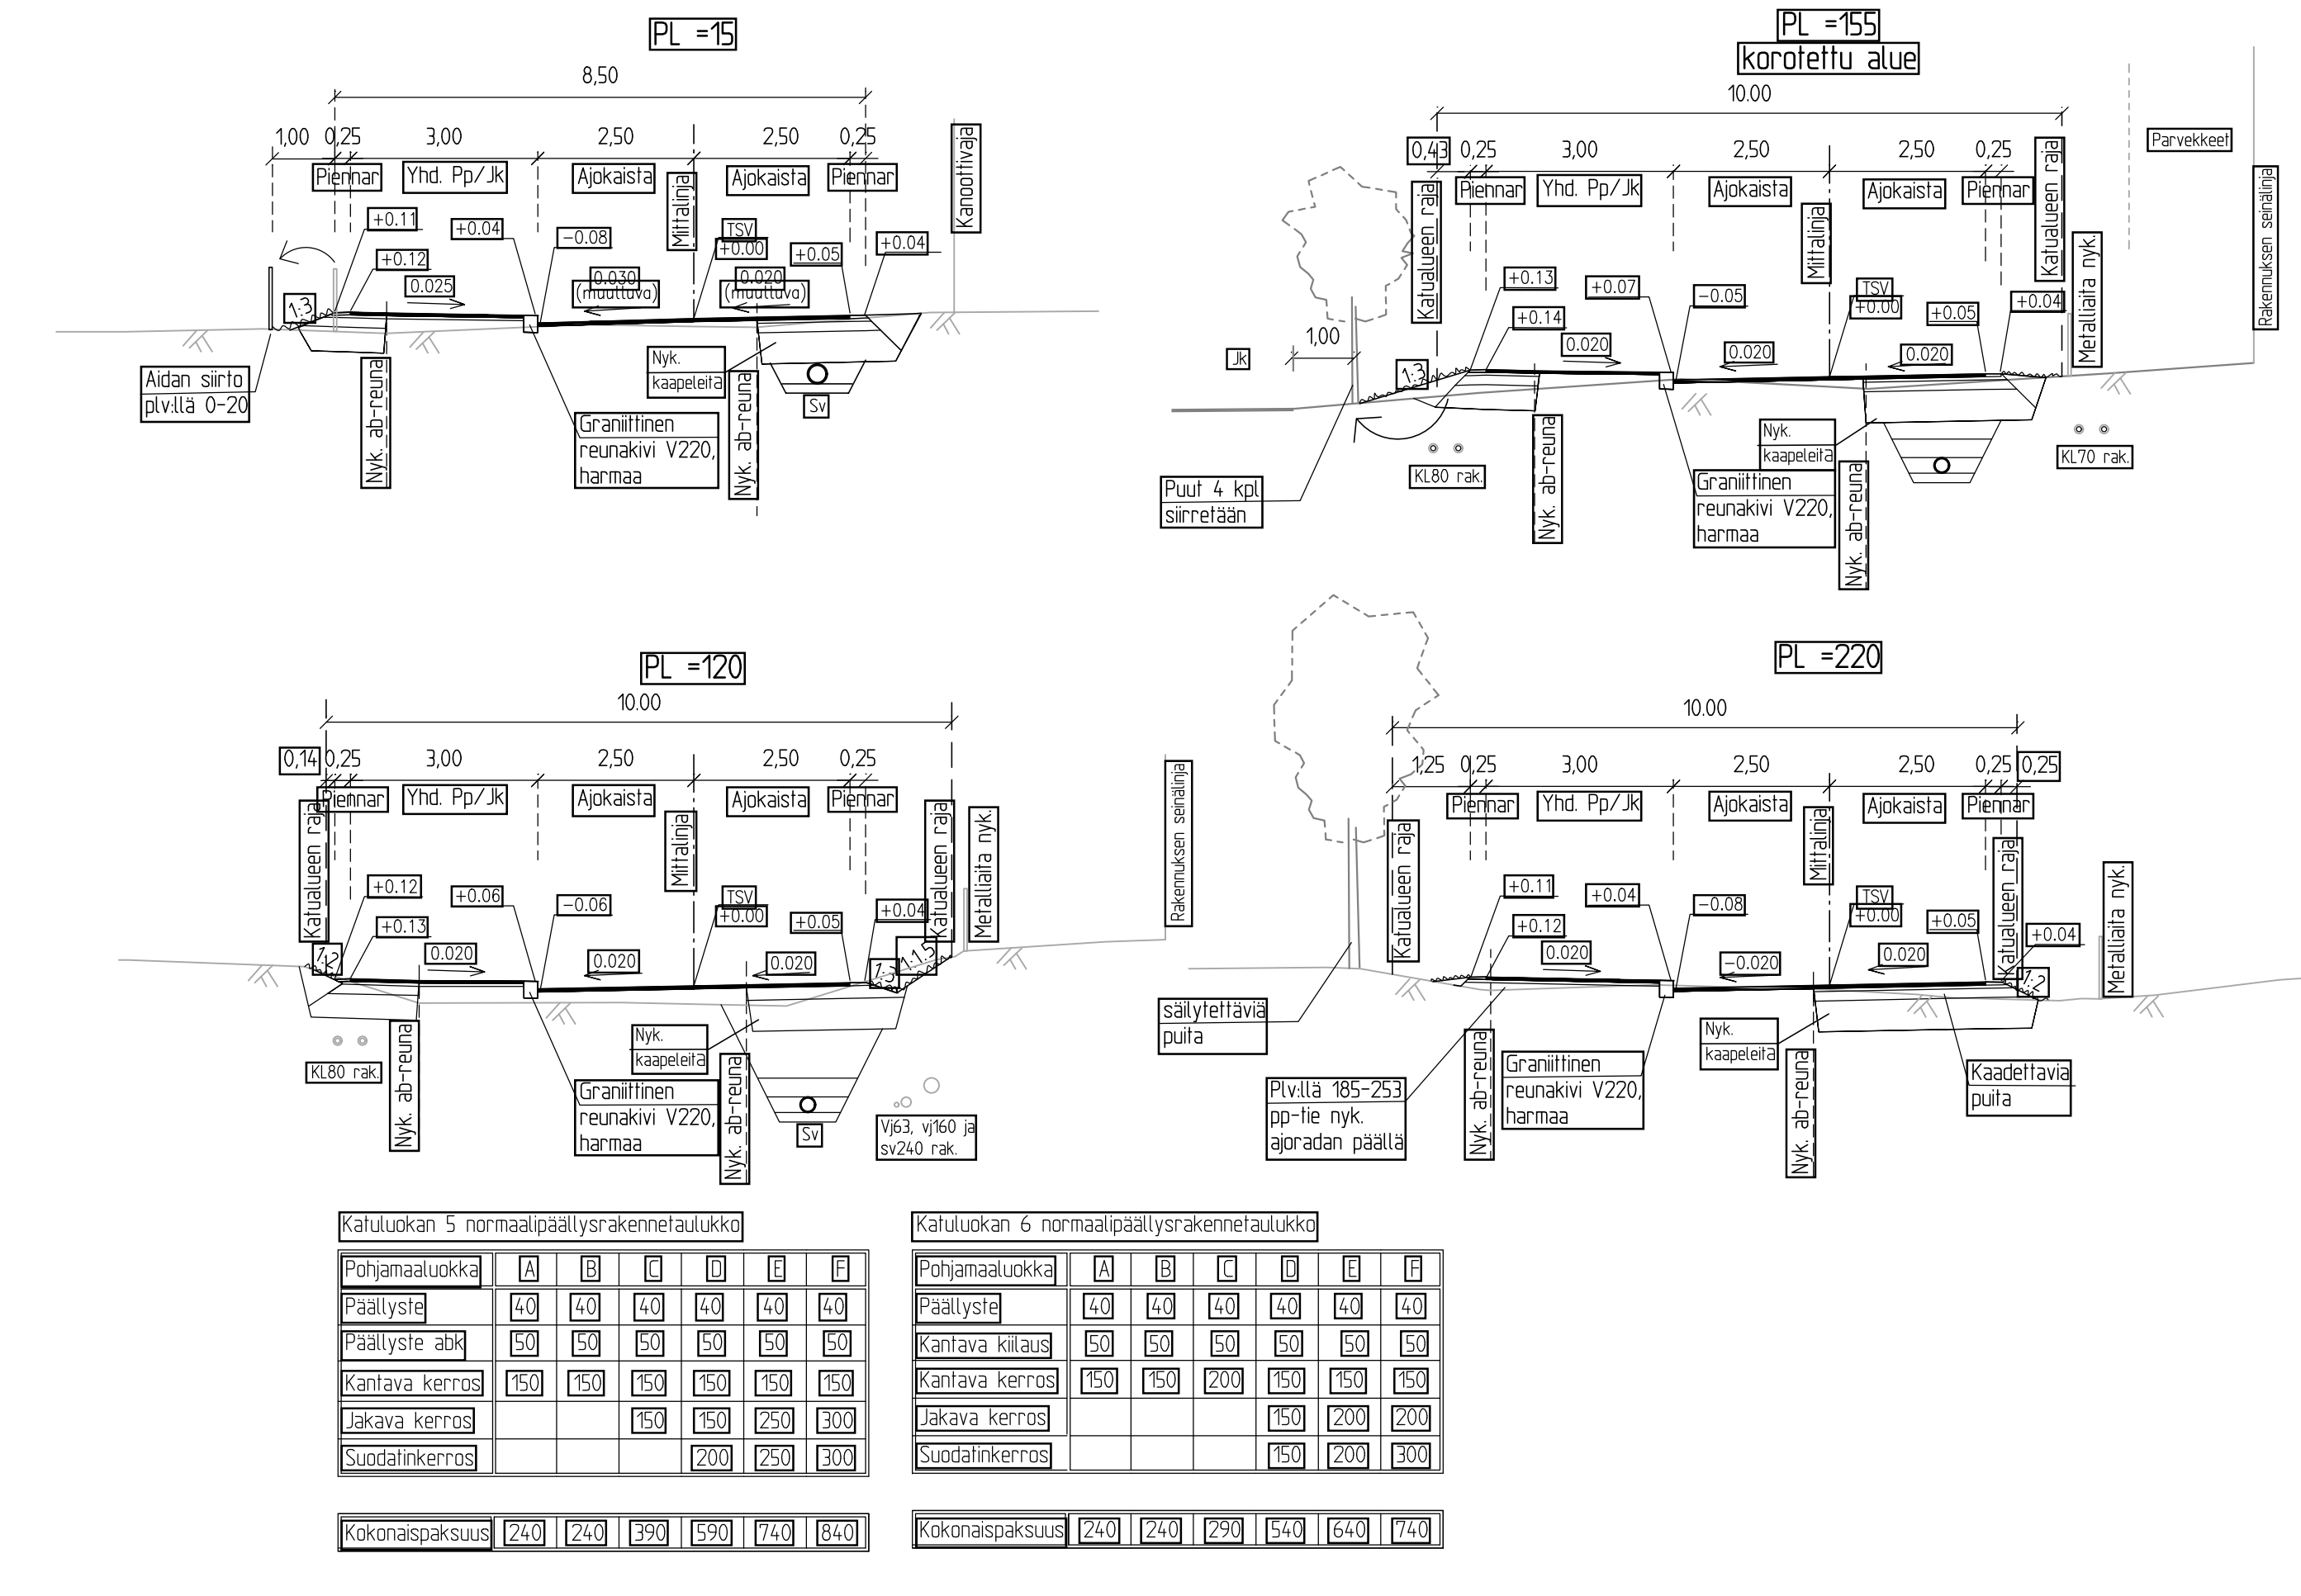 PL =15
8,50
1,00 0,25 3,00 2,50 2,50 0,25
Piennar Yhd. Pp/Jk Ajokaista Mittalinja Ajokaista Piennar Kanoottivaja
+0.11 +0.04 -0.08 TSV +0.04
+0.00
+0.12 +0.05
0.025 0.030 0.020
(muuttuva) (muuttuva)
1:3
Aidan siirto
plv:llä 0-20
Nyk. ab-reuna
Nyk.
kaapeleita
Nyk. ab-reuna
Sv
Graniittinen
reunakivi V220,
harmaa
PL =155
korotettu alue
10.00
0,43 0,25 3,00 2,50 2,50 0,25
Katualueen raja Piennar Yhd. Pp/Jk Ajokaista Mittalinja Ajokaista Piennar Katualueen raja
Parvekkeet
Rakennuksen seinälinja
Metalliaita nyk.
+0.13 +0.07 -0.05 TSV +0.04
+0.00
+0.14 +0.05
1,00 0.020 0.020 0.020
Jk
1:3
KL80 rak.
Puut 4 kpl
siirretään
Nyk. ab-reuna
Nyk.
kaapeleita
Graniittinen
reunakivi V220,
harmaa
Nyk. ab-reuna
KL70 rak.
PL =120
10.00
0,14 0,25 3,00 2,50 2,50 0,25
Katualueen raja Piennar Yhd. Pp/Jk Ajokaista Mittalinja Ajokaista Piennar Katualueen raja
Metalliaita nyk.
Rakennuksen seinälinja
+0.12 +0.06 -0.06 TSV +0.04
+0.00
+0.13 +0.05
1:2 0.020 0.020 0.020 1:3 1:1.5
KL80 rak.
Nyk. ab-reuna
Nyk.
kaapeleita
Graniittinen
reunakivi V220,
harmaa
Nyk. ab-reuna
Sv
Vj63, vj160 ja
sv240 rak.
PL =220
10.00
1,25 0,25 3,00 2,50 2,50 0,25 0,25
Katualueen raja Piennar Yhd. Pp/Jk Ajokaista Mittalinja Ajokaista Piennar Katualueen raja
Metalliaita nyk.
+0.11 +0.04 -0.08 TSV +0.04
+0.00
+0.12 +0.05
0.020 -0.020 0.020 1:2
säilytettäviä
puita
Plv:llä 185-253
pp-tie nyk.
ajoradan päällä
Nyk. ab-reuna
Graniittinen
reunakivi V220,
harmaa
Nyk.
kaapeleita
Nyk. ab-reuna
Kaadettavia
puita
Katuluokan 5 normaalipäällysrakennetaulukko
Pohjamaaluokka A B C D E F
Päällyste 40 40 40 40 40 40
Päällyste abk 50 50 50 50 50 50
Kantava kerros 150 150 150 150 150 150
Jakava kerros 150 150 250 300
Suodatinkerros 200 250 300
Kokonaispaksuus 240 240 390 590 740 840
Katuluokan 6 normaalipäällysrakennetaulukko
Pohjamaaluokka A B C D E F
Päällyste 40 40 40 40 40 40
Kantava kiilaus 50 50 50 50 50 50
Kantava kerros 150 150 200 150 150 150
Jakava kerros 150 200 200
Suodatinkerros 150 200 300
Kokonaispaksuus 240 240 290 540 640 740